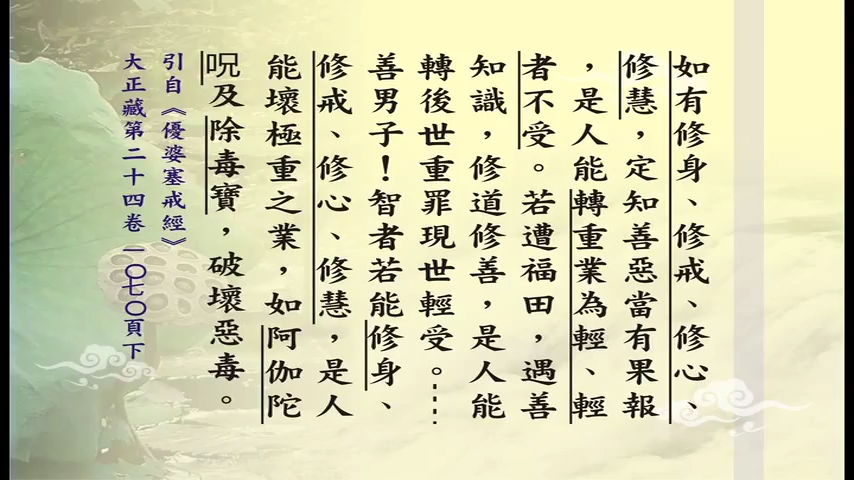 如有修身、修戒、修心、
修慧，定知善惡當有果報
，是人能轉重業為輕、輕
者不受。若遭福田，遇善
知識，修道修善，是人能
轉後世重罪現世輕受。……
善男子！智者若能修身、
修戒、修心、修慧，是人
能壞極重之業，如阿伽陀
呪及除毒寶，破壞惡毒。
引自《優婆塞戒經》
大正藏第二十四卷 一〇七〇頁下